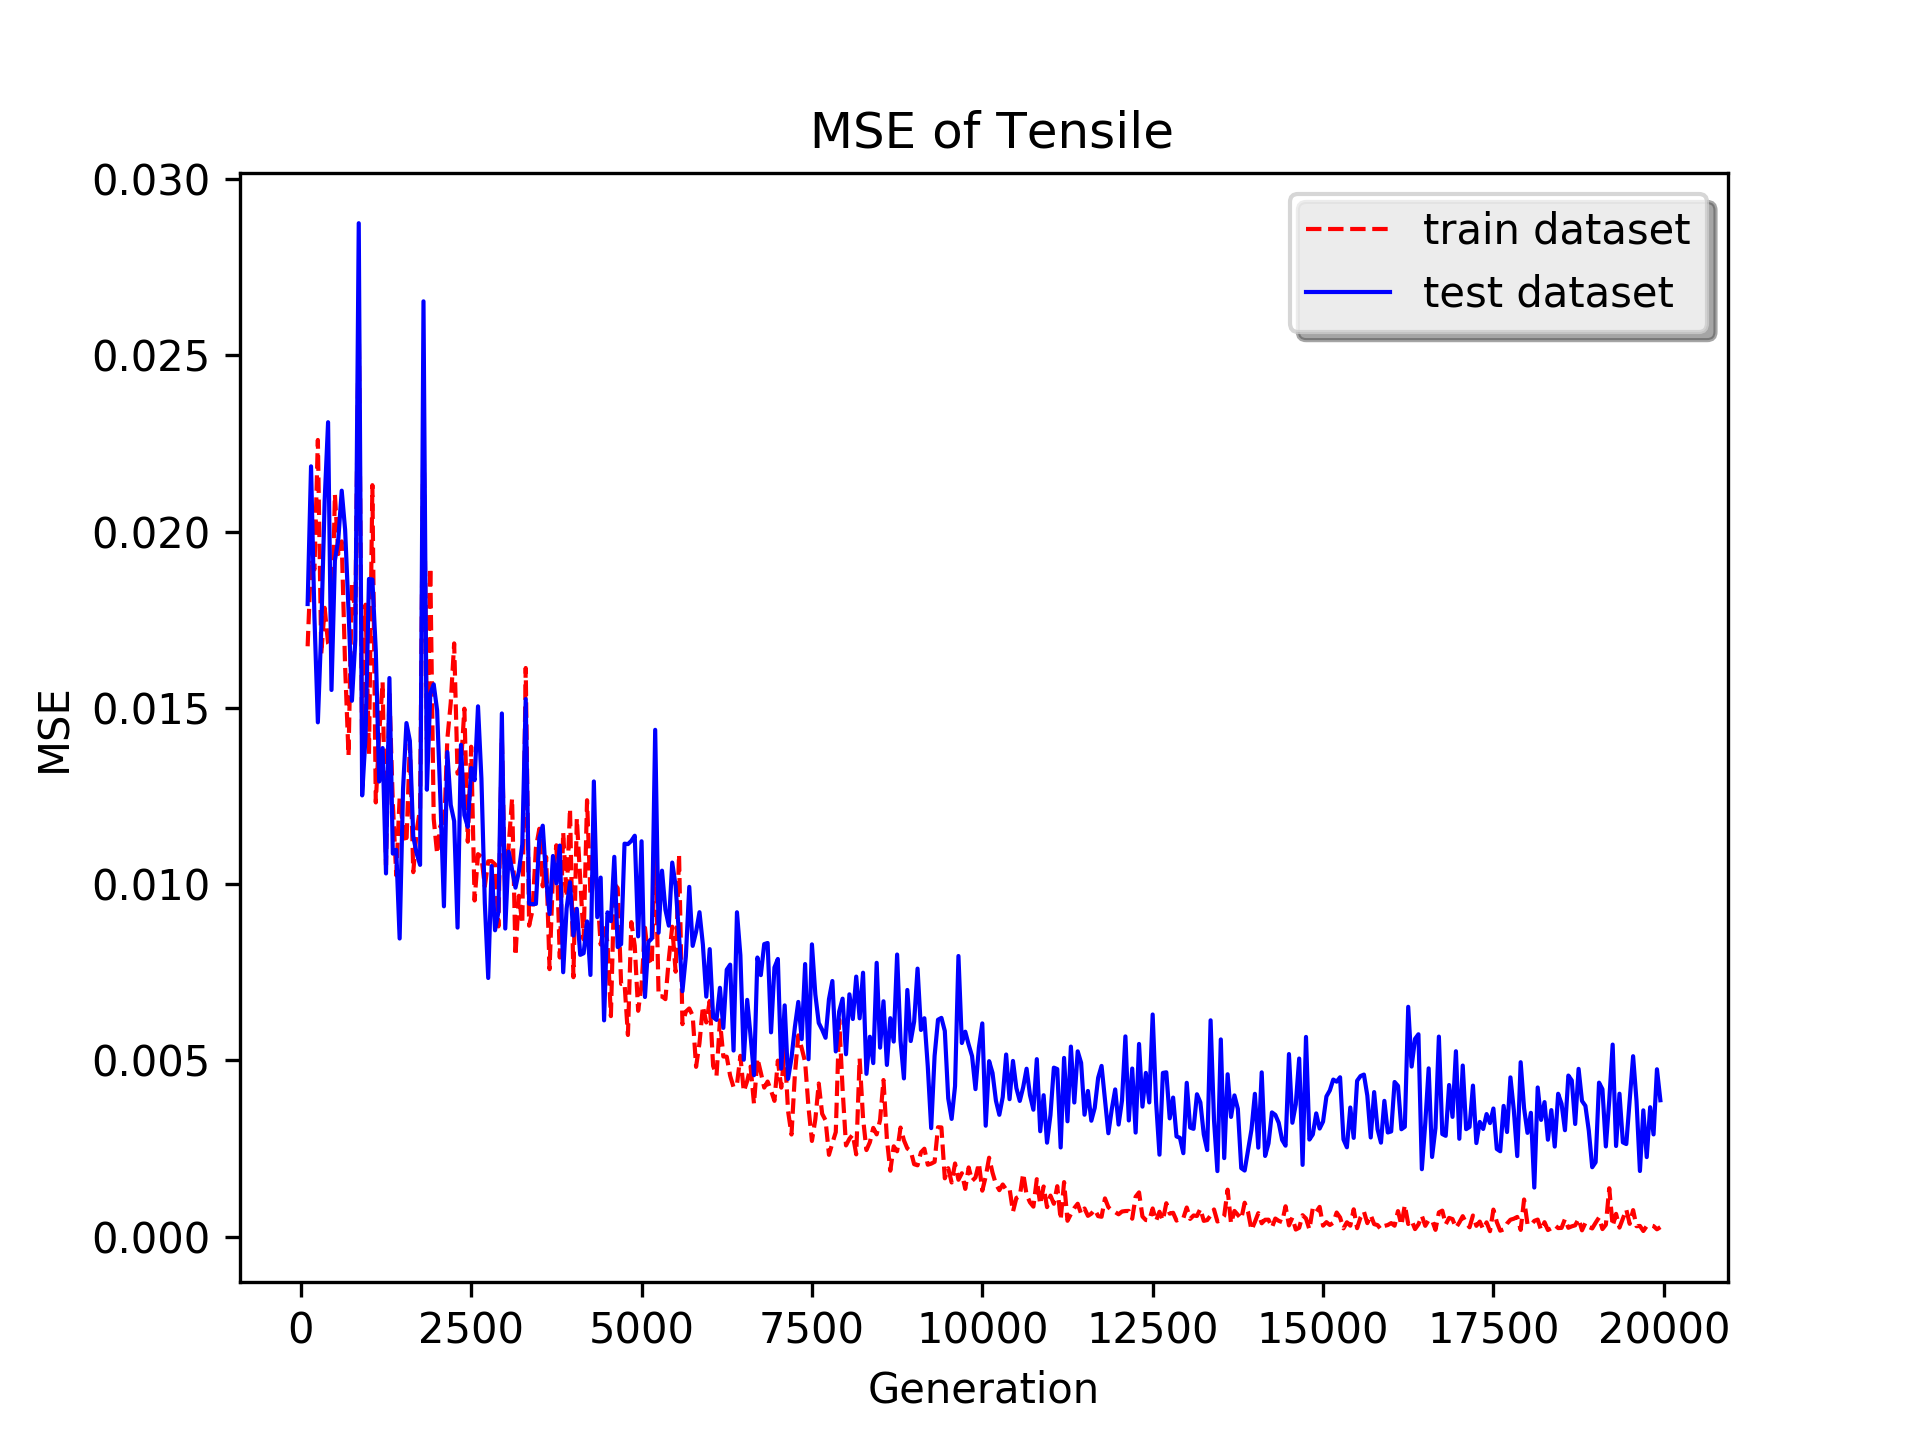 MSE of Tensile
train dataset
test dataset
MSE
0.030
0.025
0.020
0.015
0.010
0.005
0.000
0 2500 5000 7500 10000 12500 15000 17500 20000
Generation